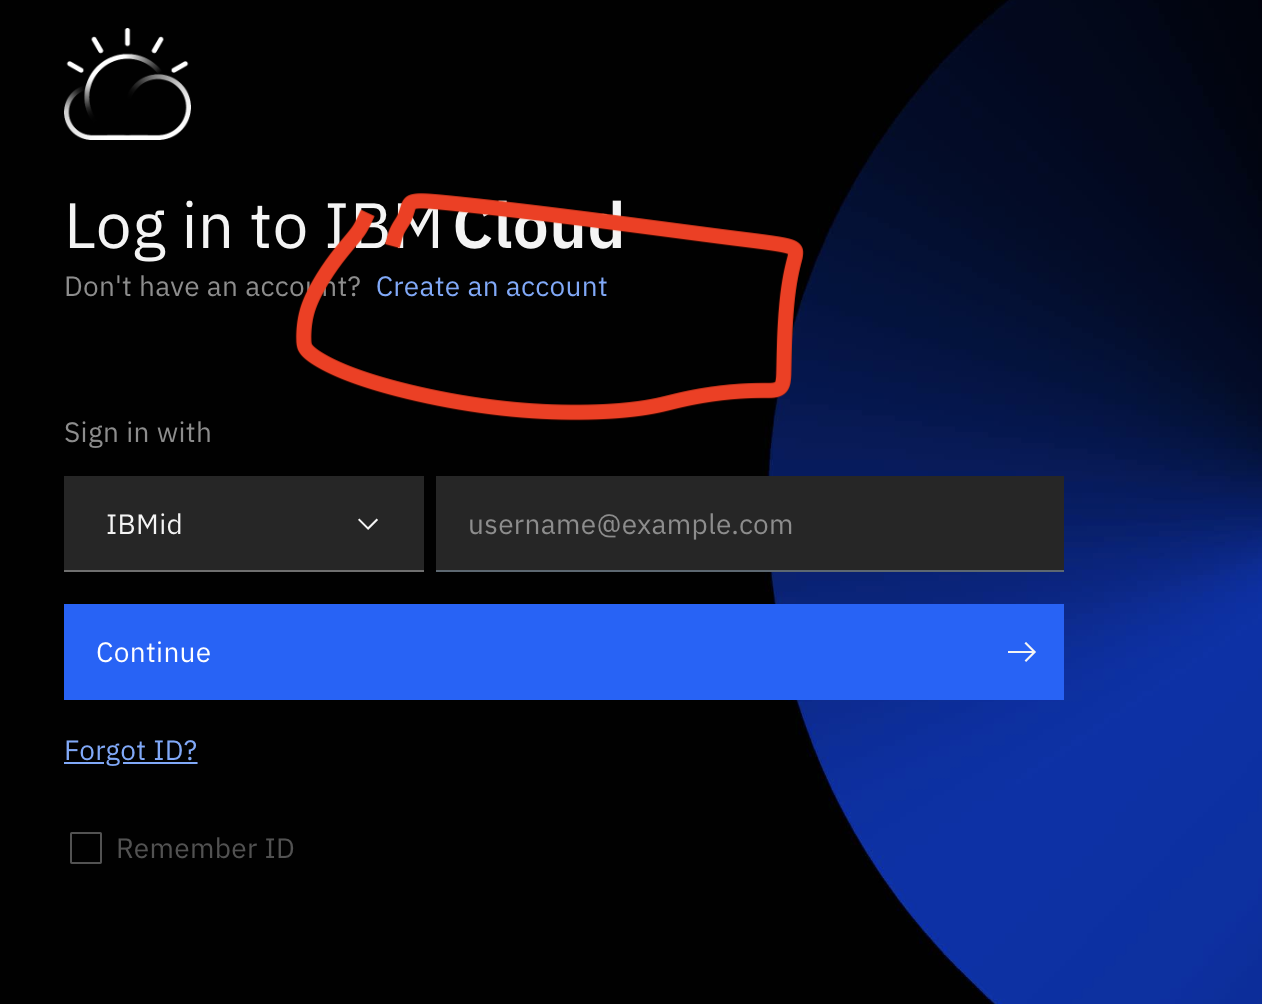 Log in to IBM Cloud
Don't have an account? Create an account
Sign in with
IBMid
username@example.com
Continue
Forgot ID?
Remember ID